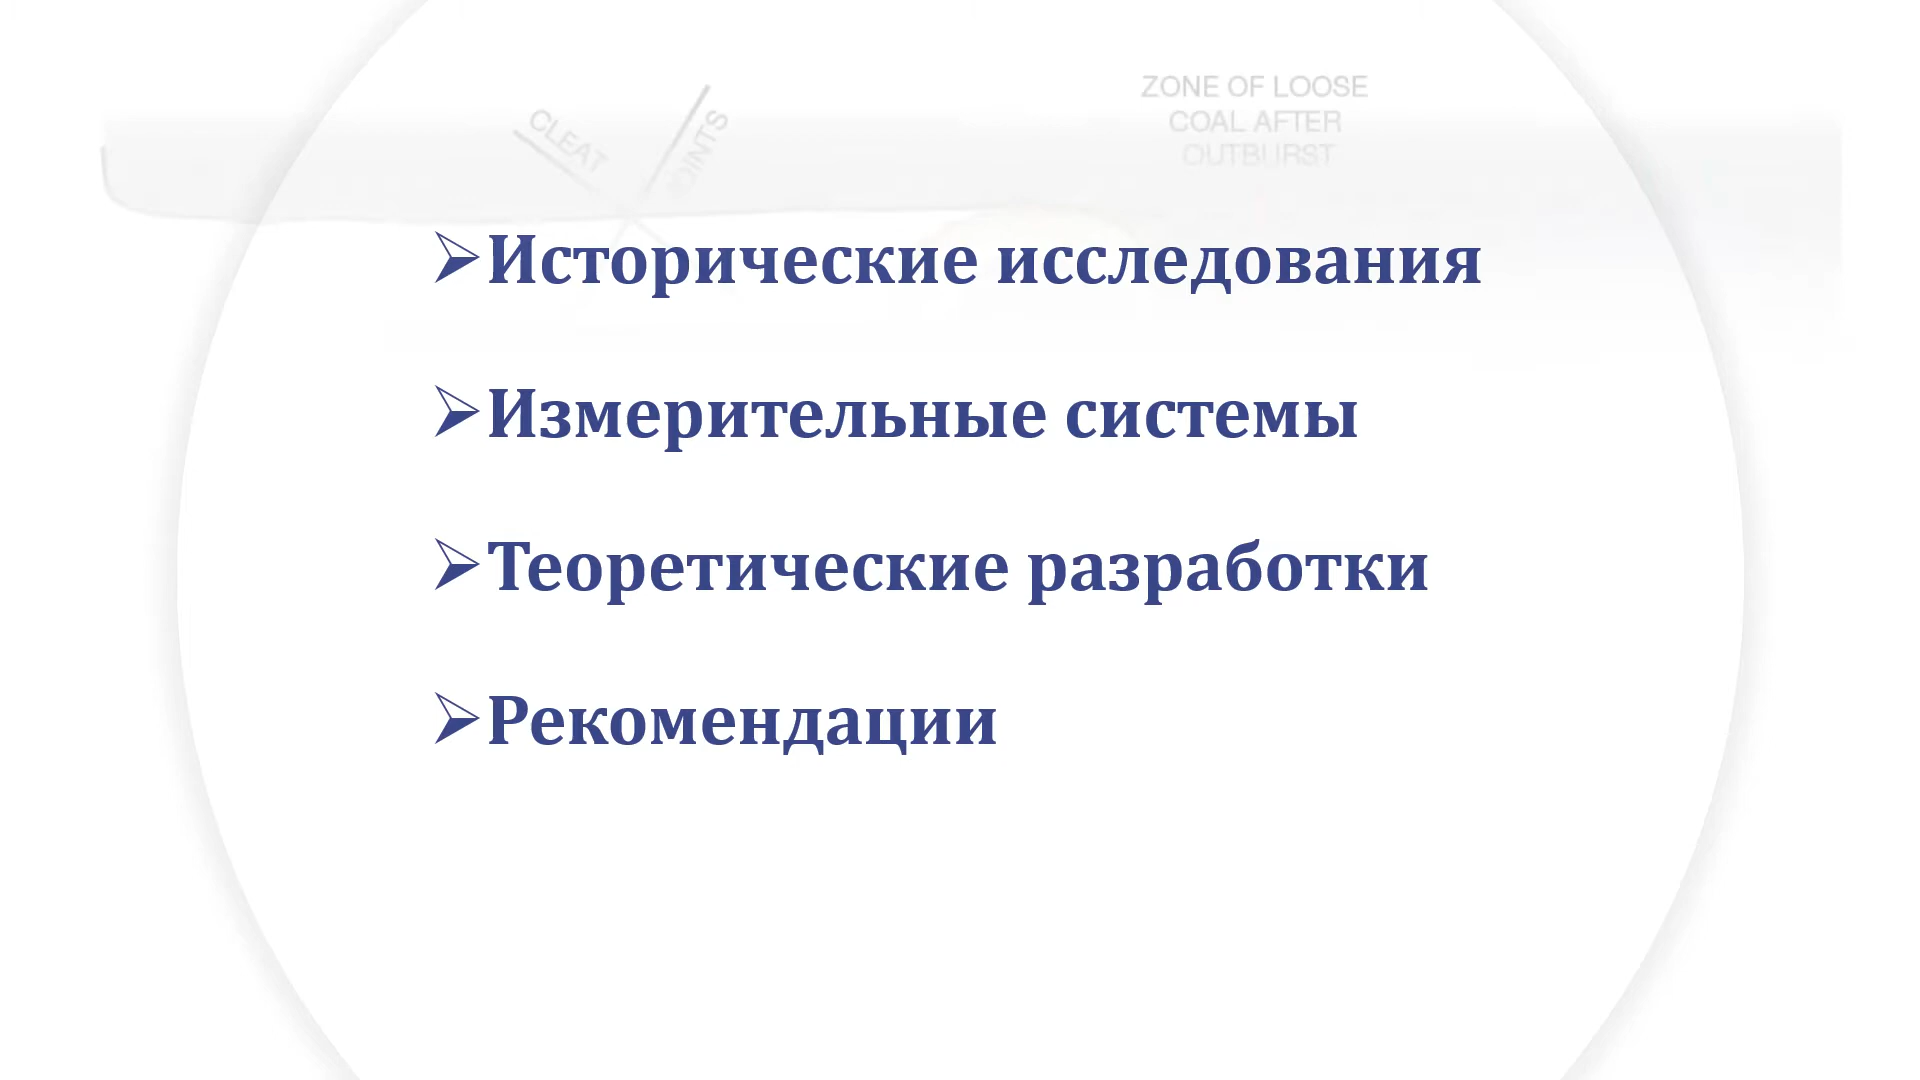 CLEAT
JOINTS
ZONE OF LOOSE
COAL AFTER
OUTBURST
Исторические исследования
Измерительные системы
Теоретические разработки
Рекомендации